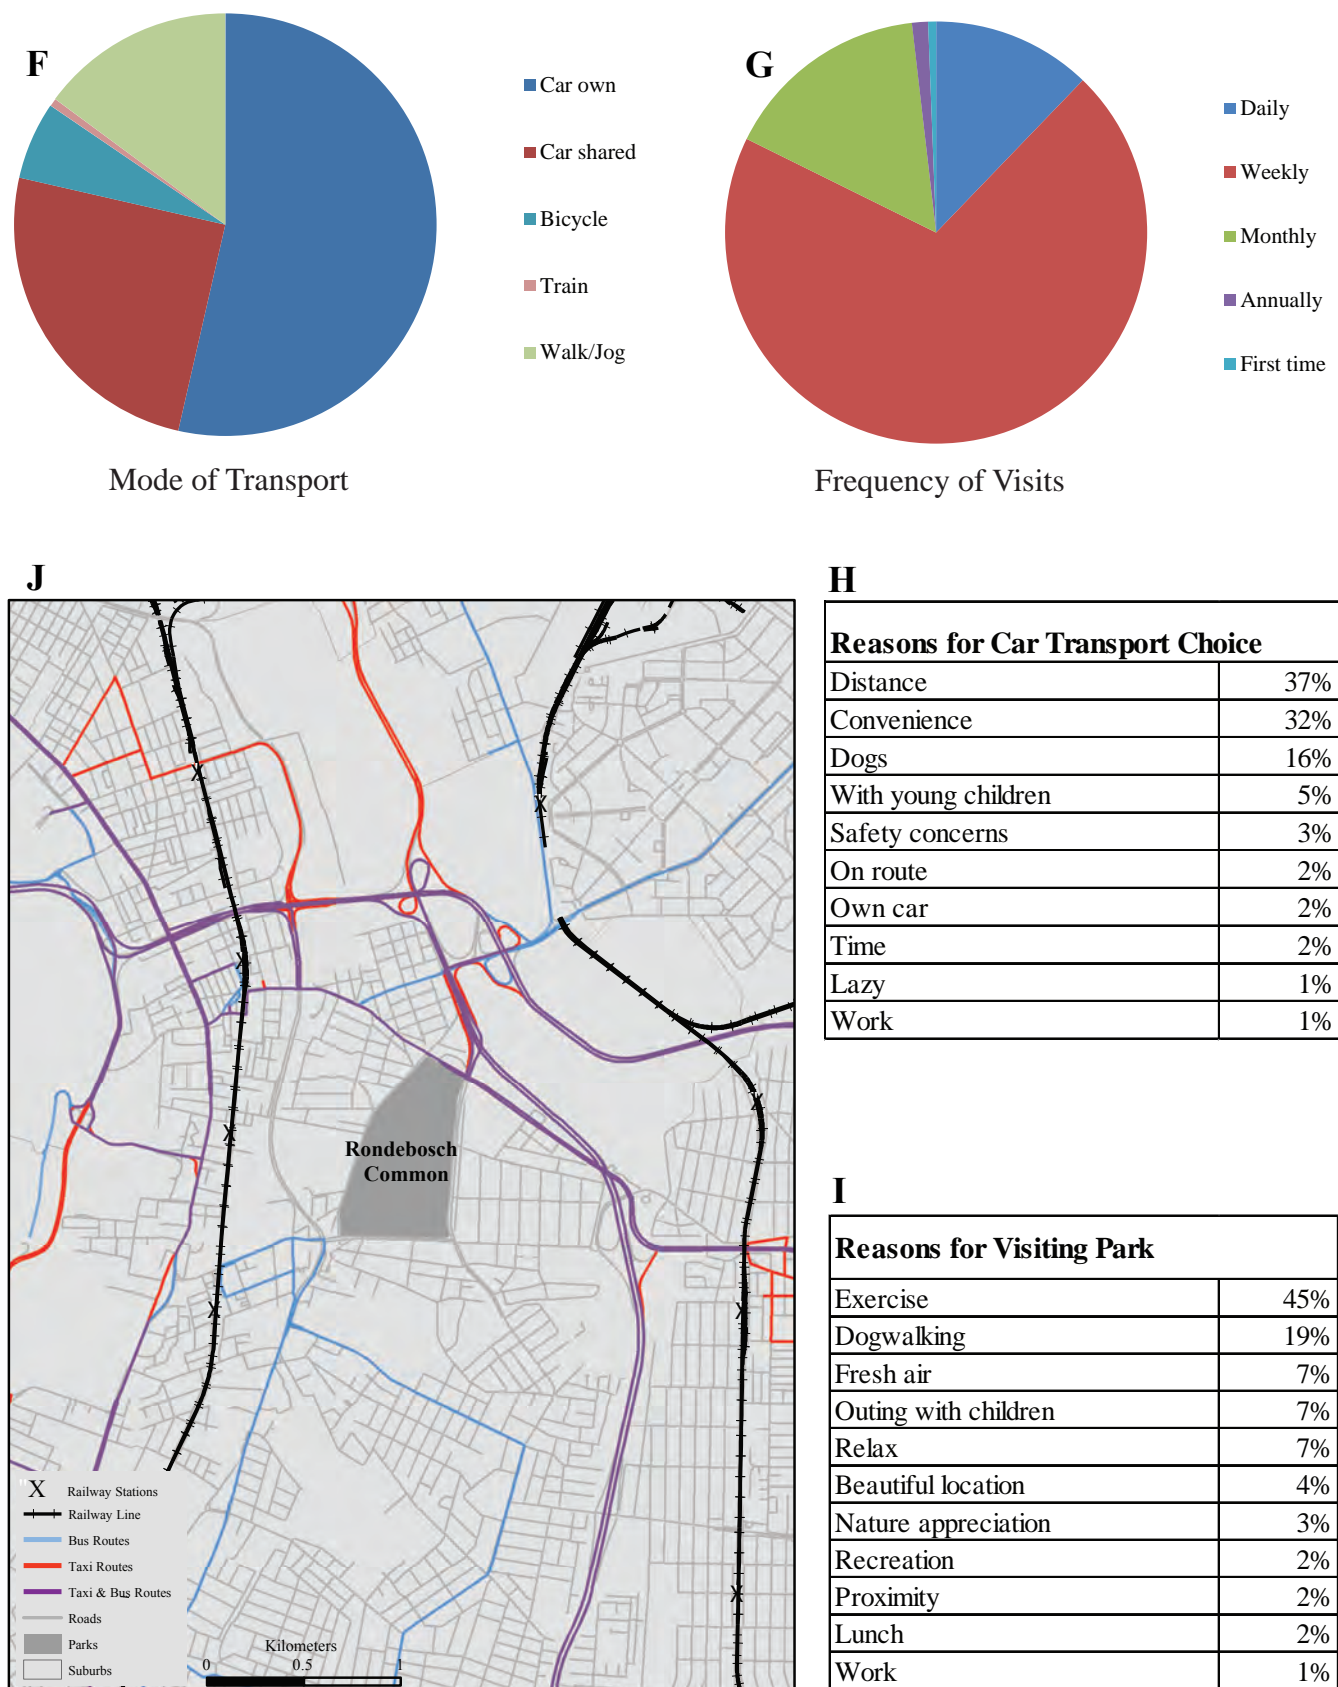 F
Car own
Car shared
Bicycle
Train
Walk/Jog
Mode of Transport
G
Daily
Weekly
Monthly
Annually
First time
Frequency of Visits
J
Rondebosch
Common
X Railway Stations
Railway Line
Bus Routes
Taxi Routes
Taxi & Bus Routes
Roads
Parks
Suburbs
Kilometers
0 0.5 1
H
Reasons for Car Transport Choice
Distance 37%
Convenience 32%
Dogs 16%
With young children 5%
Safety concerns 3%
On route 2%
Own car 2%
Time 2%
Lazy 1%
Work 1%
I
Reasons for Visiting Park
Exercise 45%
Dogwalking 19%
Fresh air 7%
Outing with children 7%
Relax 7%
Beautiful location 4%
Nature appreciation 3%
Recreation 2%
Proximity 2%
Lunch 2%
Work 1%